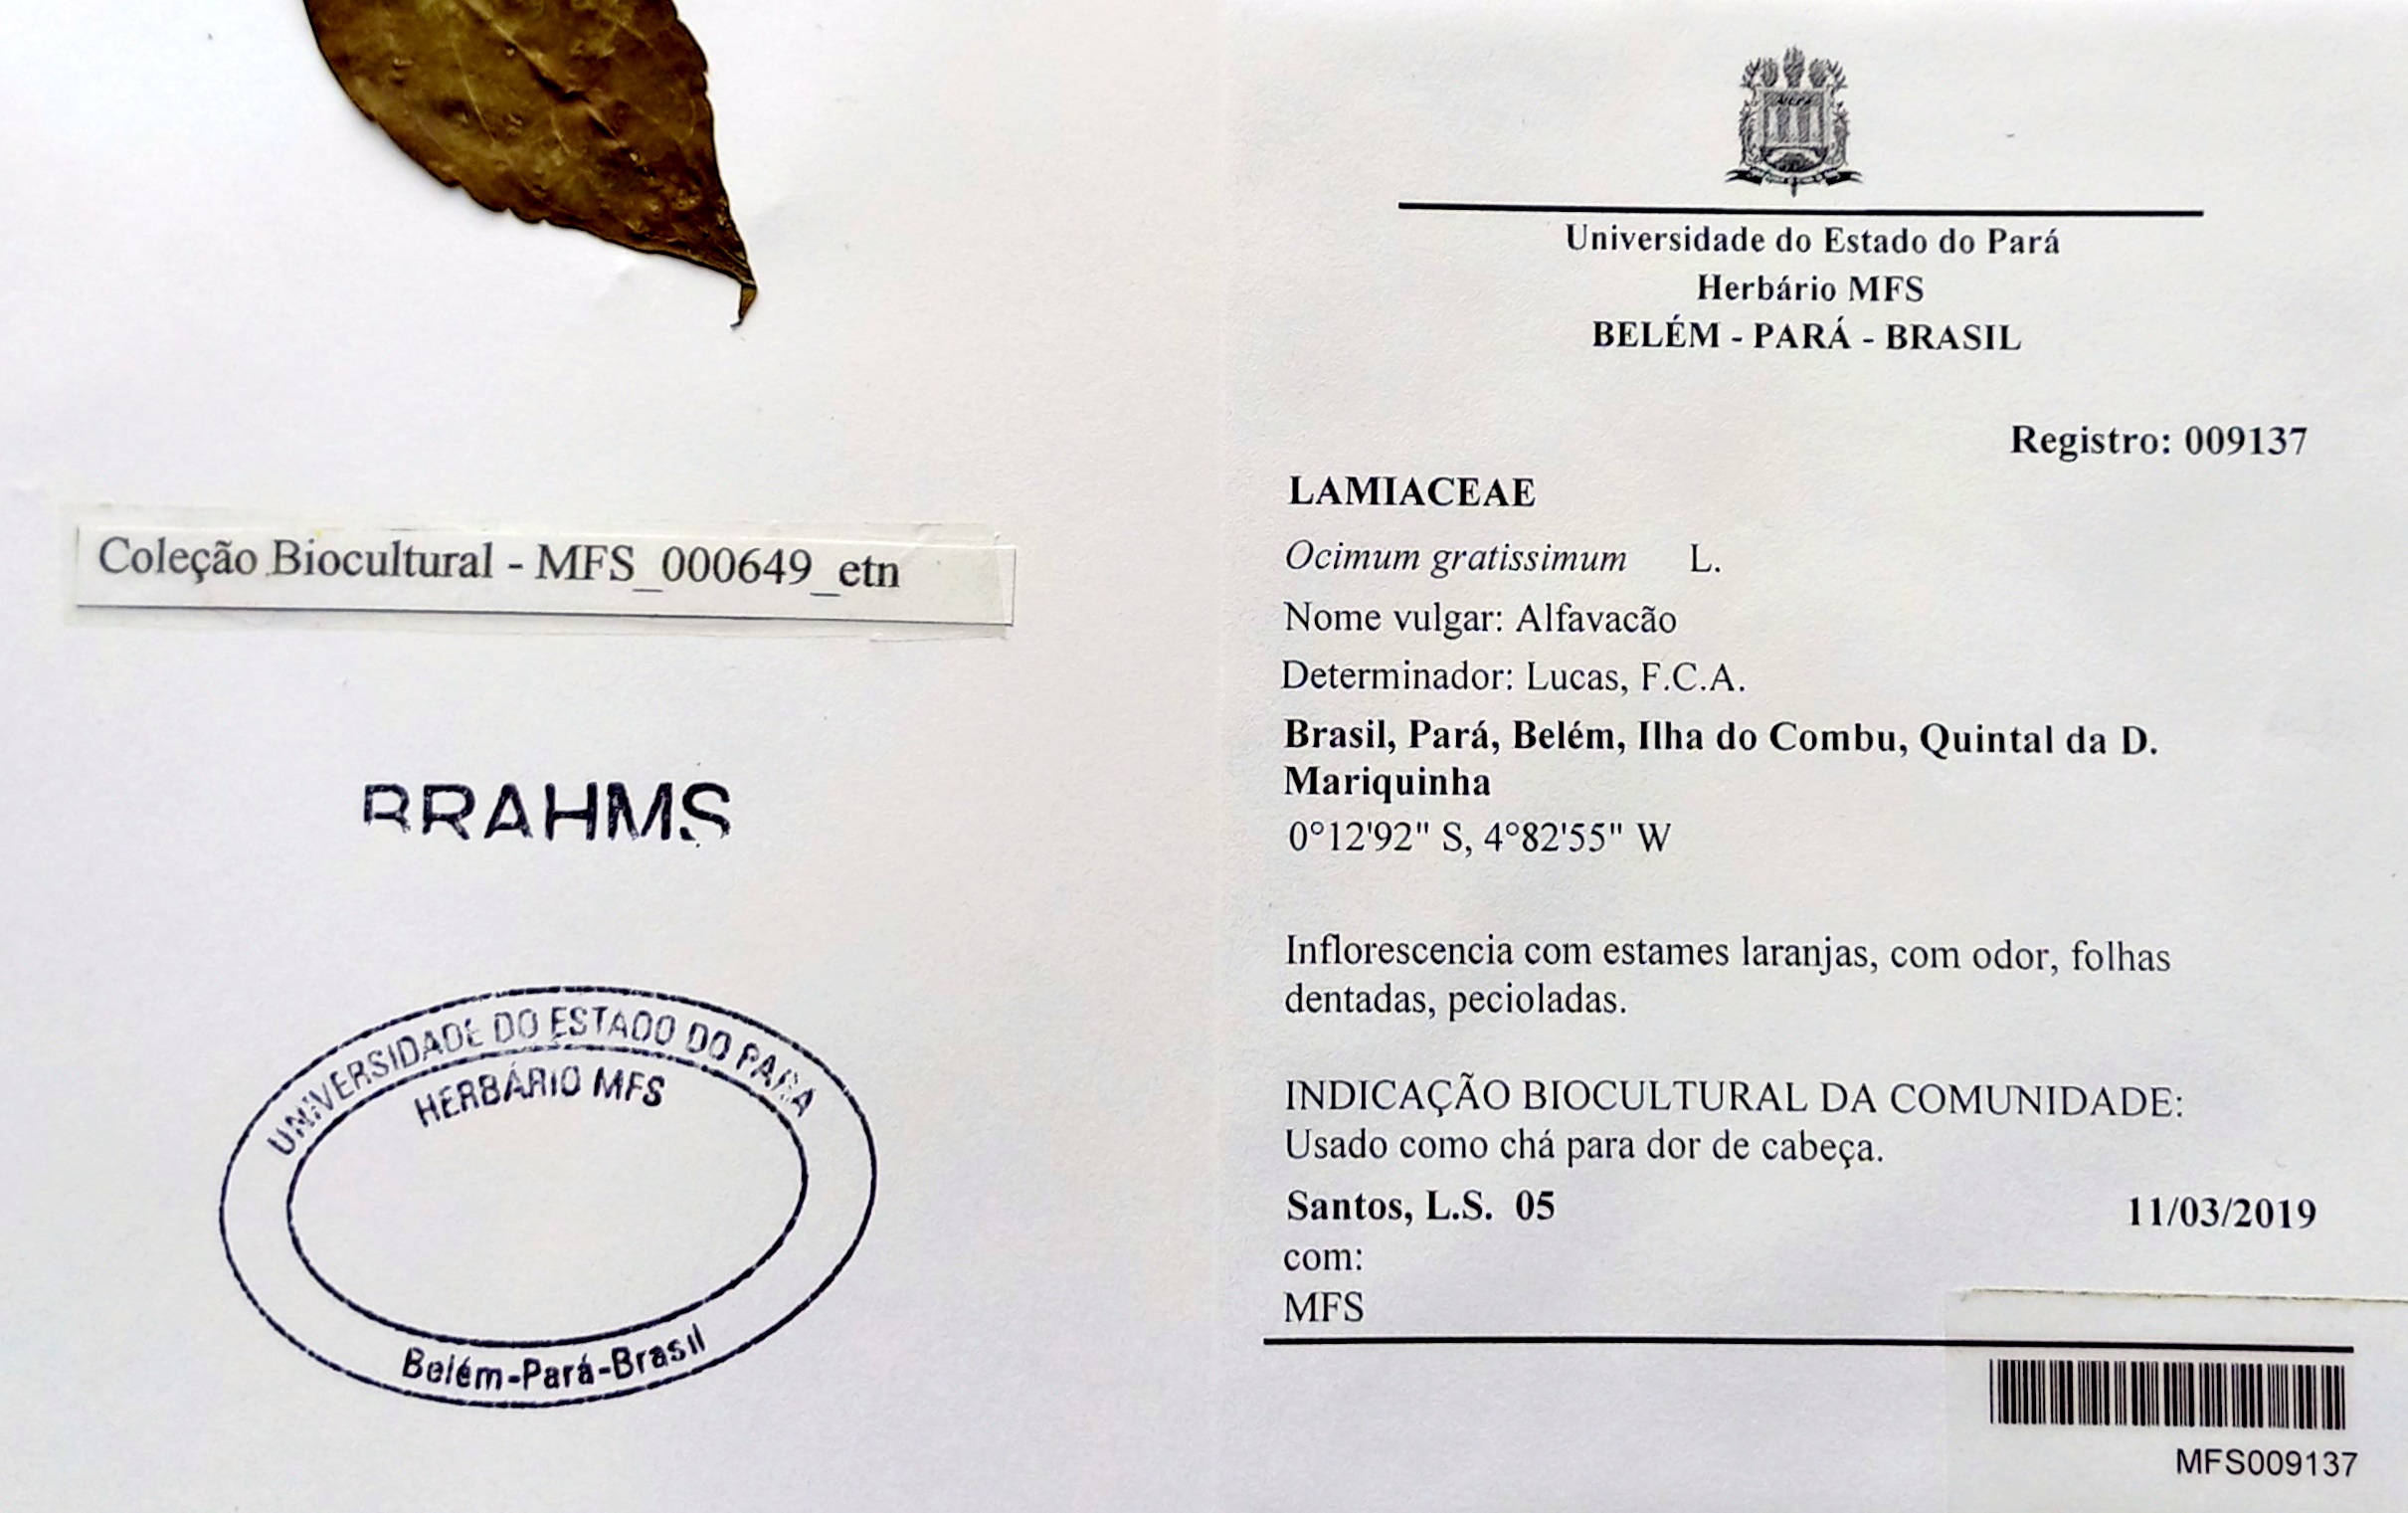 Coleção Biocultural - MFS_000649_etn
BRAHMS
UNIVERSIDADE DO ESTADO DO PARÁ
HERBÁRIO MFS
Belém-Pará-Brasil
Universidade do Estado do Pará
Herbário MFS
BELÉM - PARÁ - BRASIL
Registro: 009137
LAMIACEAE
Ocimum gratissimum L.
Nome vulgar: Alfavacão
Determinador: Lucas, F.C.A.
Brasil, Pará, Belém, Ilha do Combu, Quintal da D.
Mariquinha
0°12'92" S, 4°82'55" W
Inflorescencia com estames laranjas, com odor, folhas
dentadas, pecioladas.
INDICAÇÃO BIOCULTURAL DA COMUNIDADE:
Usado como chá para dor de cabeça.
Santos, L.S. 05 11/03/2019
com:
MFS
MFS009137